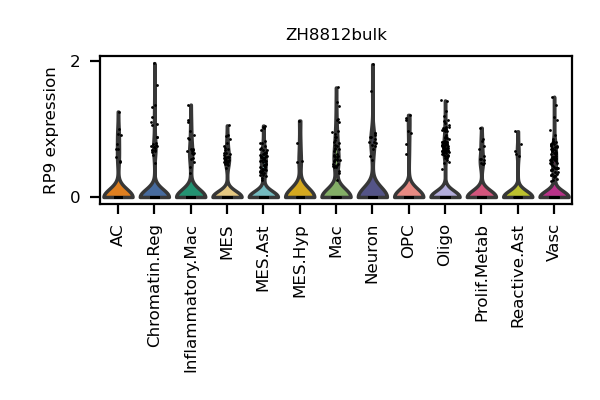 ZH8812bulk
RP9 expression
2
0
AC
Chromatin.Reg
Inflammatory.Mac
MES
MES.Ast
MES.Hyp
Mac
Neuron
OPC
Oligo
Prolif.Metab
Reactive.Ast
Vasc